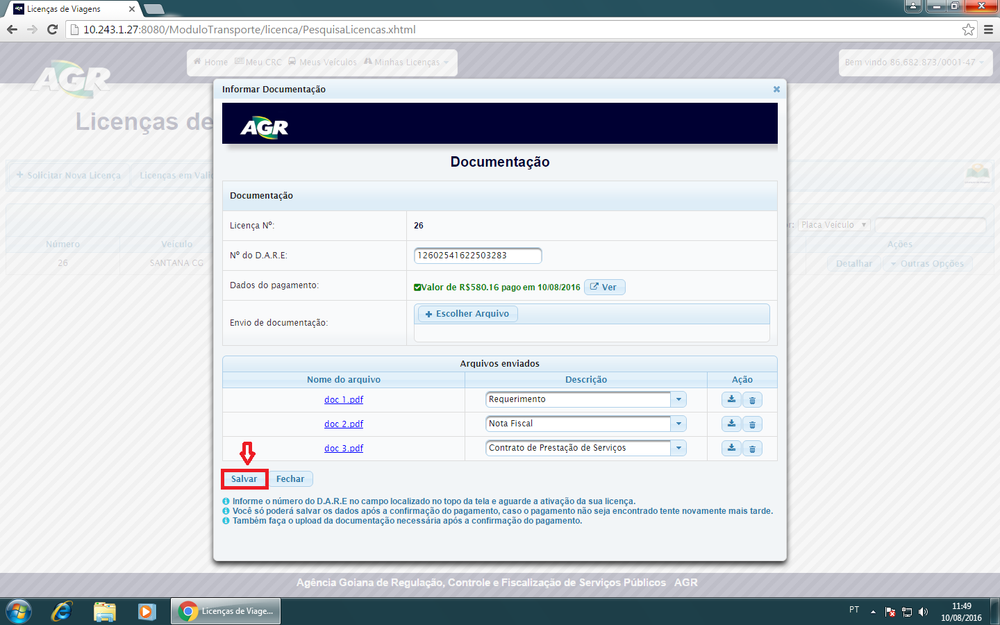 Licenças de Viagens
10.243.1.27:8080/ModuloTransporte/licenca/PesquisaLicencas.xhtml
AGR
Home Meu CRC Meus Veículos Minhas Licenças
Bem vindo 86.682.873/0001-47
Licenças de
Solicitar Nova Licença Licenças em Vali
r: Placa Veículo
Número Veículo Ações
26 SANTANA CG Detalhar Outras Opções
Informar Documentação
AGR
Documentação
Documentação
Licença Nº: 26
Nº do D.A.R.E: 12602541622503283
Dados do pagamento: Valor de R$580.16 pago em 10/08/2016 Ver
Envio de documentação: Escolher Arquivo
Arquivos enviados
Nome do arquivo Descrição Ação
doc 1.pdf Requerimento
doc 2.pdf Nota Fiscal
doc 3.pdf Contrato de Prestação de Serviços
Salvar Fechar
Informe o número do D.A.R.E no campo localizado no topo da tela e aguarde a ativação da sua licença.
Você só poderá salvar os dados após a confirmação do pagamento, caso o pagamento não seja encontrado tente novamente mais tarde.
Também faça o upload da documentação necessária após a confirmação do pagamento.
Agência Goiana de Regulação, Controle e Fiscalização de Serviços Públicos AGR
Licenças de Viage...
PT
11:49
10/08/2016